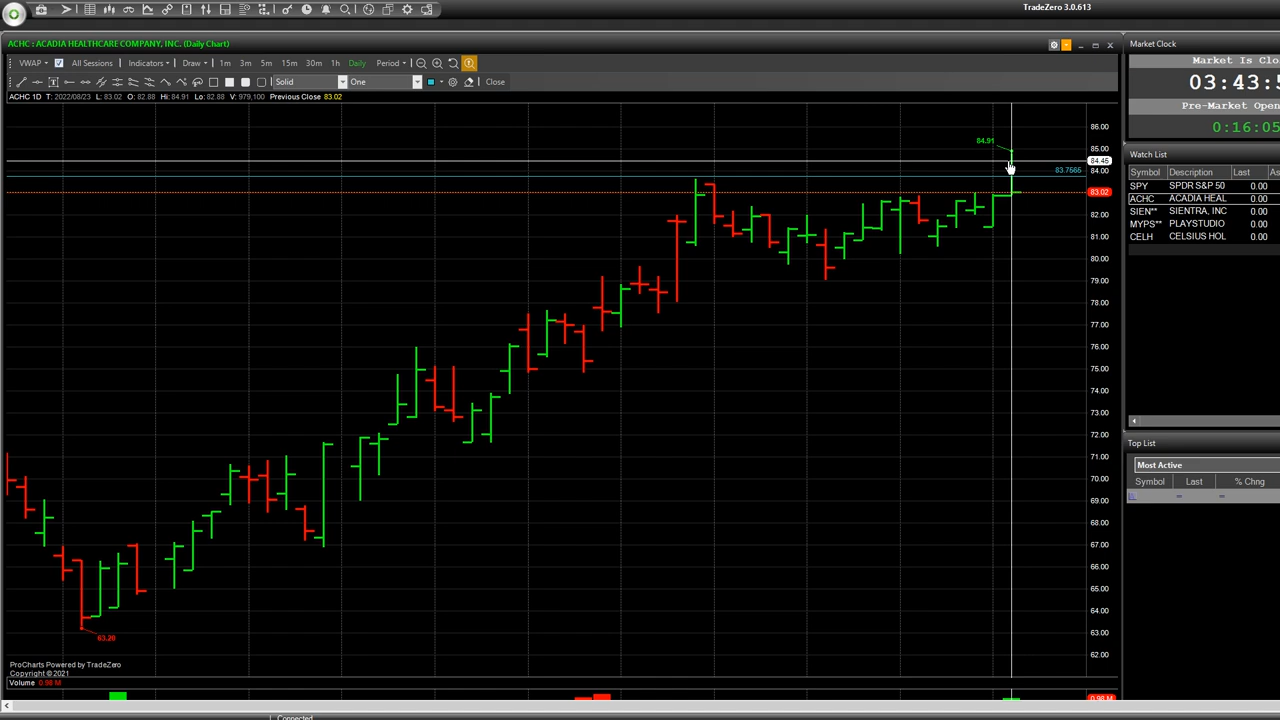 TradeZero 3.0.613
ACHC : ACADIA HEALTHCARE COMPANY, INC. (Daily Chart)
VWAP All Sessions Indicators Draw 1m 3m 5m 15m 30m 1h Daily Period
Solid One Close
ACHC 1D T: 2022/08/23 L: 83.02 O: 82.88 Hi: 84.91 Lo: 82.88 V: 979,100 Previous Close 83.02
86.00
84.91
85.00
84.45
83.7666
84.00
83.02
82.00
81.00
80.00
79.00
78.00
77.00
76.00
75.00
74.00
73.00
72.00
71.00
70.00
69.00
68.00
67.00
66.00
65.00
64.00
63.20
63.00
62.00
ProCharts Powered by TradeZero
Copyright © 2021
Volume 0.98 M
0.98 M
Connected
Market Clock
Market Is Clo
03:43:5
Pre-Market Open
0:16:05
Watch List
Symbol Description Last As
SPY SPDR S&P 50 0.00
ACHC ACADIA HEAL 0.00
SIEN** SIENTRA, INC 0.00
MYPS** PLAYSTUDIO 0.00
CELH CELSIUS HOL 0.00
Top List
Most Active
Symbol Last % Chng